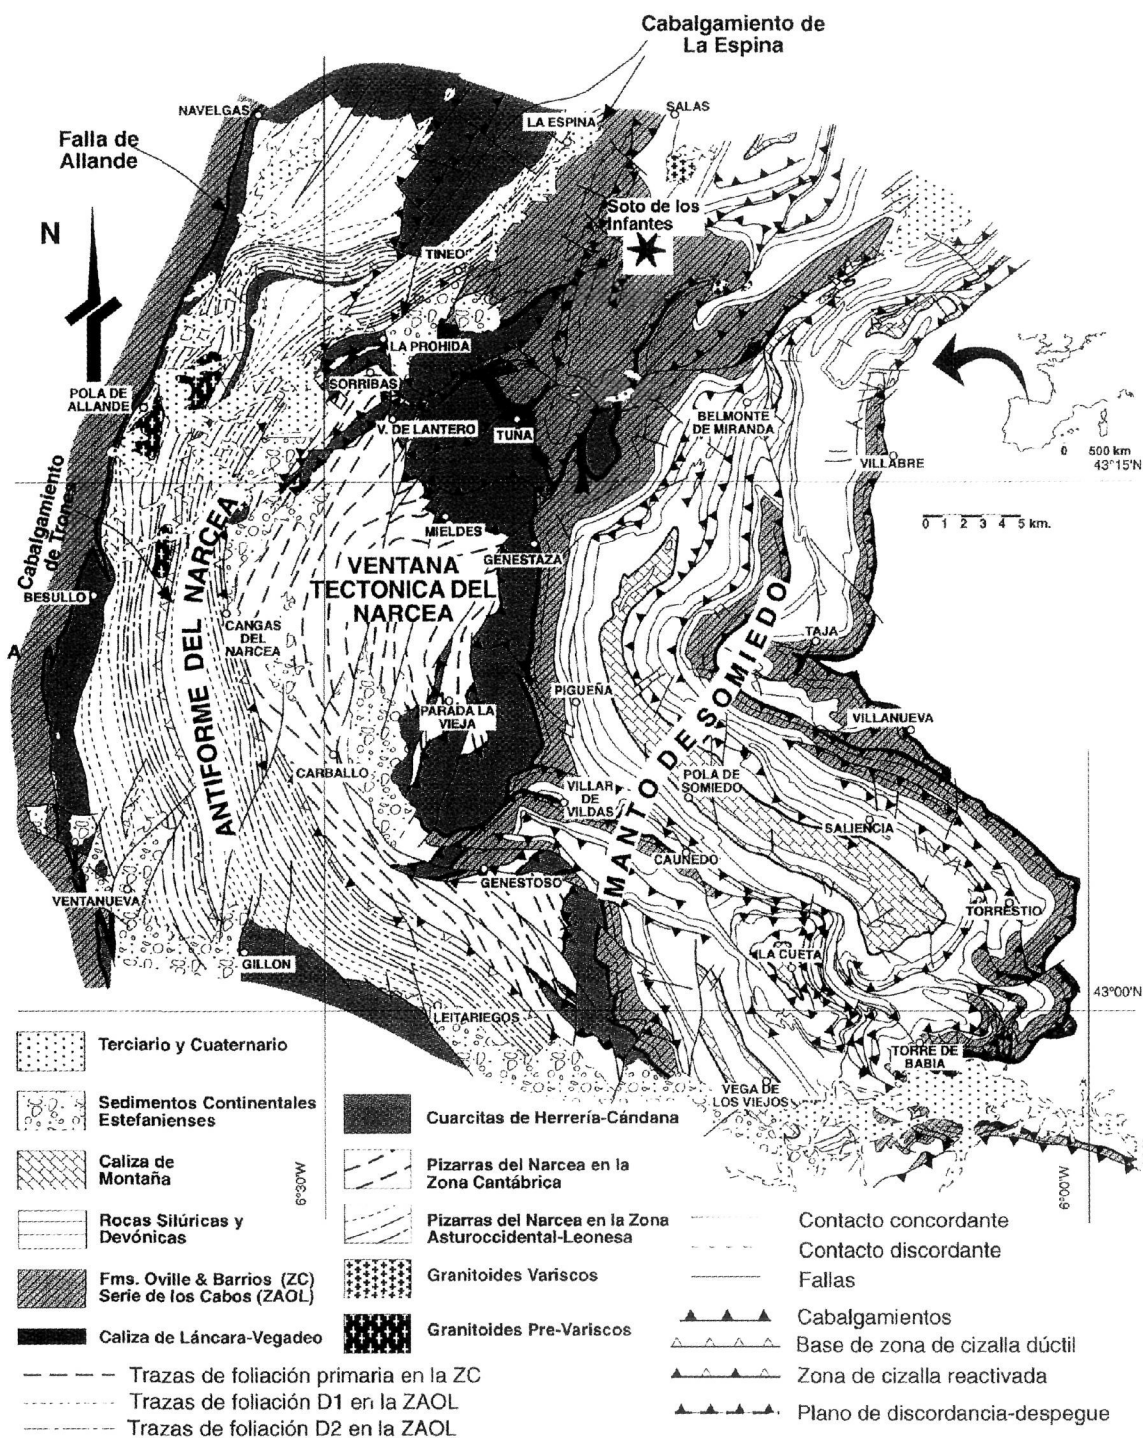 Cabalgamiento de
La Espina
NAVELGAS
LA ESPINA
SALAS
Falla de
Allande
Soto de los
Infantes
N
TINEO
LA PROHIDA
SORRIBAS
POLA DE
ALLANDE
V. DE LANTERO
TUÑA
BELMONTE
DE MIRANDA
VILLABRE
0 500 km
43°15'N
0 1 2 3 4 5 km.
Cabalgamiento
de Trones
MIELDES
GENESTAZA
VENTANA
TECTONICA DEL
NARCEA
BESULLO
ANTIFORME DEL NARCEA
CANGAS
DEL
NARCEA
TAJA
A
PIGUEÑA
PARADA LA
VIEJA
VILLANUEVA
MANTO DE SOMIEDO
CARBALLO
VILLAR
DE
VILDAS
POLA DE
SOMIEDO
SALIENCIA
CAUNEDO
GENESTOSO
VENTANUEVA
TORRESTIO
LA CUETA
GILLON
43°00'N
LEITARIEGOS
TORRE DE
BABIA
VEGA DE
LOS VIEJOS
6°30'W
6°00'W
Terciario y Cuaternario
Sedimentos Continentales
Estefanienses
Caliza de
Montaña
Rocas Silúricas y
Devónicas
Fms. Oville & Barrios (ZC)
Serie de los Cabos (ZAOL)
Caliza de Láncara-Vegadeo
Cuarcitas de Herrería-Cándana
Pizarras del Narcea en la
Zona Cantábrica
Pizarras del Narcea en la Zona
Asturoccidental-Leonesa
Granitoides Variscos
Granitoides Pre-Variscos
Trazas de foliación primaria en la ZC
Trazas de foliación D1 en la ZAOL
Trazas de foliación D2 en la ZAOL
Contacto concordante
Contacto discordante
Fallas
Cabalgamientos
Base de zona de cizalla dúctil
Zona de cizalla reactivada
Plano de discordancia-despegue